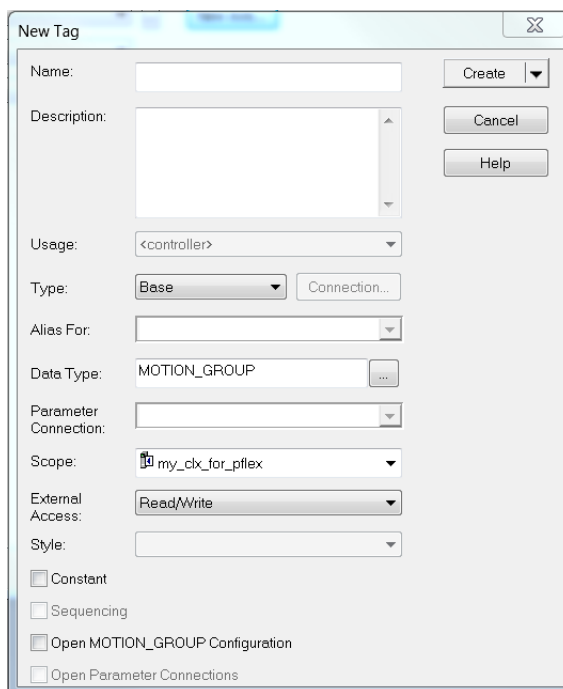 New Tag
Name:
Create
Description:
Cancel
Help
Usage: <controller>
Type: Base Connection...
Alias For:
Data Type: MOTION_GROUP ...
Parameter
Connection:
Scope: my_clx_for_pflex
External
Access: Read/Write
Style:
Constant
Sequencing
Open MOTION_GROUP Configuration
Open Parameter Connections